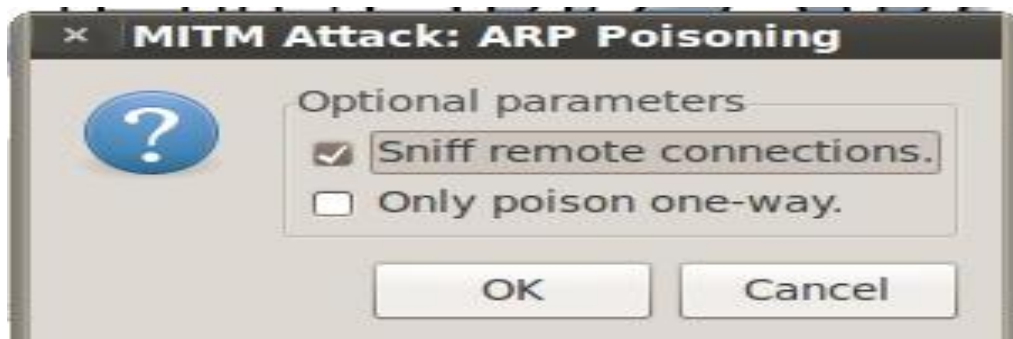 × MITM Attack: ARP Poisoning
?
Optional parameters
Sniff remote connections.
Only poison one-way.
OK Cancel